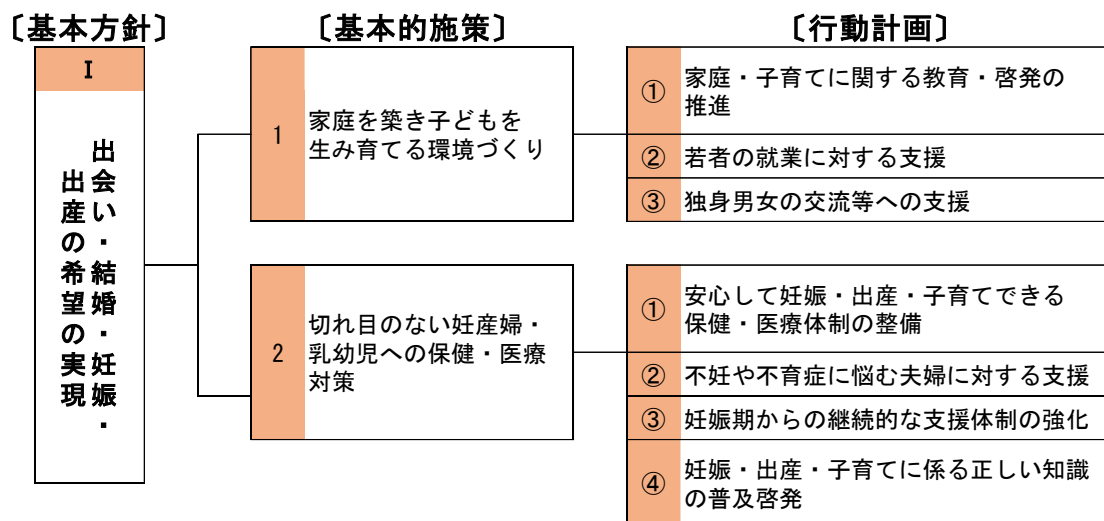 〔基本方針〕
〔基本的施策〕
〔行動計画〕
Ⅰ
出会い・結婚・妊娠・
出産の希望の実現
1
家庭を築き子どもを
生み育てる環境づくり
①
家庭・子育てに関する教育・啓発の
推進
②
若者の就業に対する支援
③
独身男女の交流等への支援
2
切れ目のない妊産婦・
乳幼児への保健・医療
対策
①
安心して妊娠・出産・子育てできる
保健・医療体制の整備
②
不妊や不育症に悩む夫婦に対する支援
③
妊娠期からの継続的な支援体制の強化
④
妊娠・出産・子育てに係る正しい知識
の普及啓発